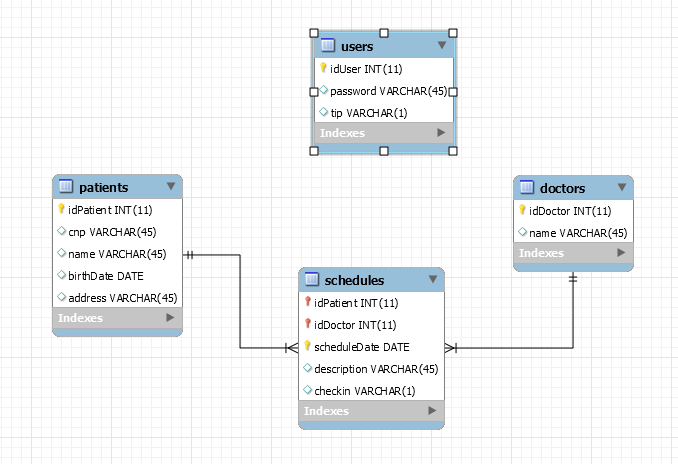 users
idUser INT(11)
password VARCHAR(45)
tip VARCHAR(1)
Indexes
patients
idPatient INT(11)
cnp VARCHAR(45)
name VARCHAR(45)
birthDate DATE
address VARCHAR(45)
Indexes
doctors
idDoctor INT(11)
name VARCHAR(45)
Indexes
schedules
idPatient INT(11)
idDoctor INT(11)
scheduleDate DATE
description VARCHAR(45)
checkin VARCHAR(1)
Indexes